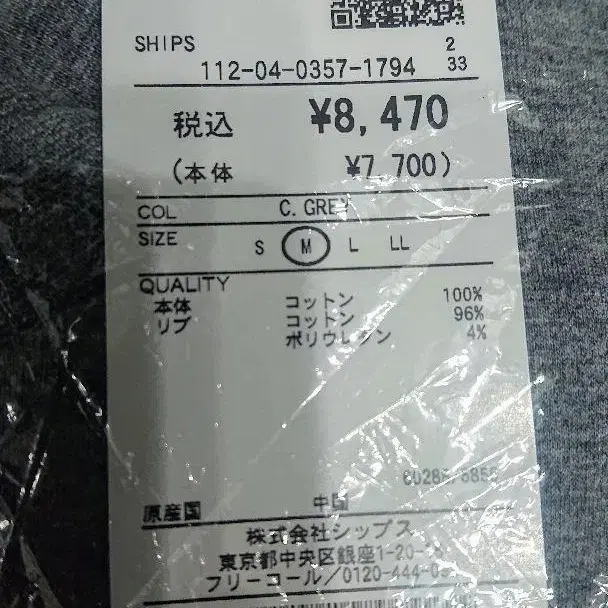 SHIPS 2
112-04-0357-1794 33
税込 ¥8,470
(本体 ¥7,700)
COL C. GREY
SIZE S M L LL
QUALITY
本体 コットン 100%
リブ コットン 96%
ポリウレタン 4%
原産国 中国
株式会社シップス
東京都中央区銀座1-20-
フリーコール/0120-444-